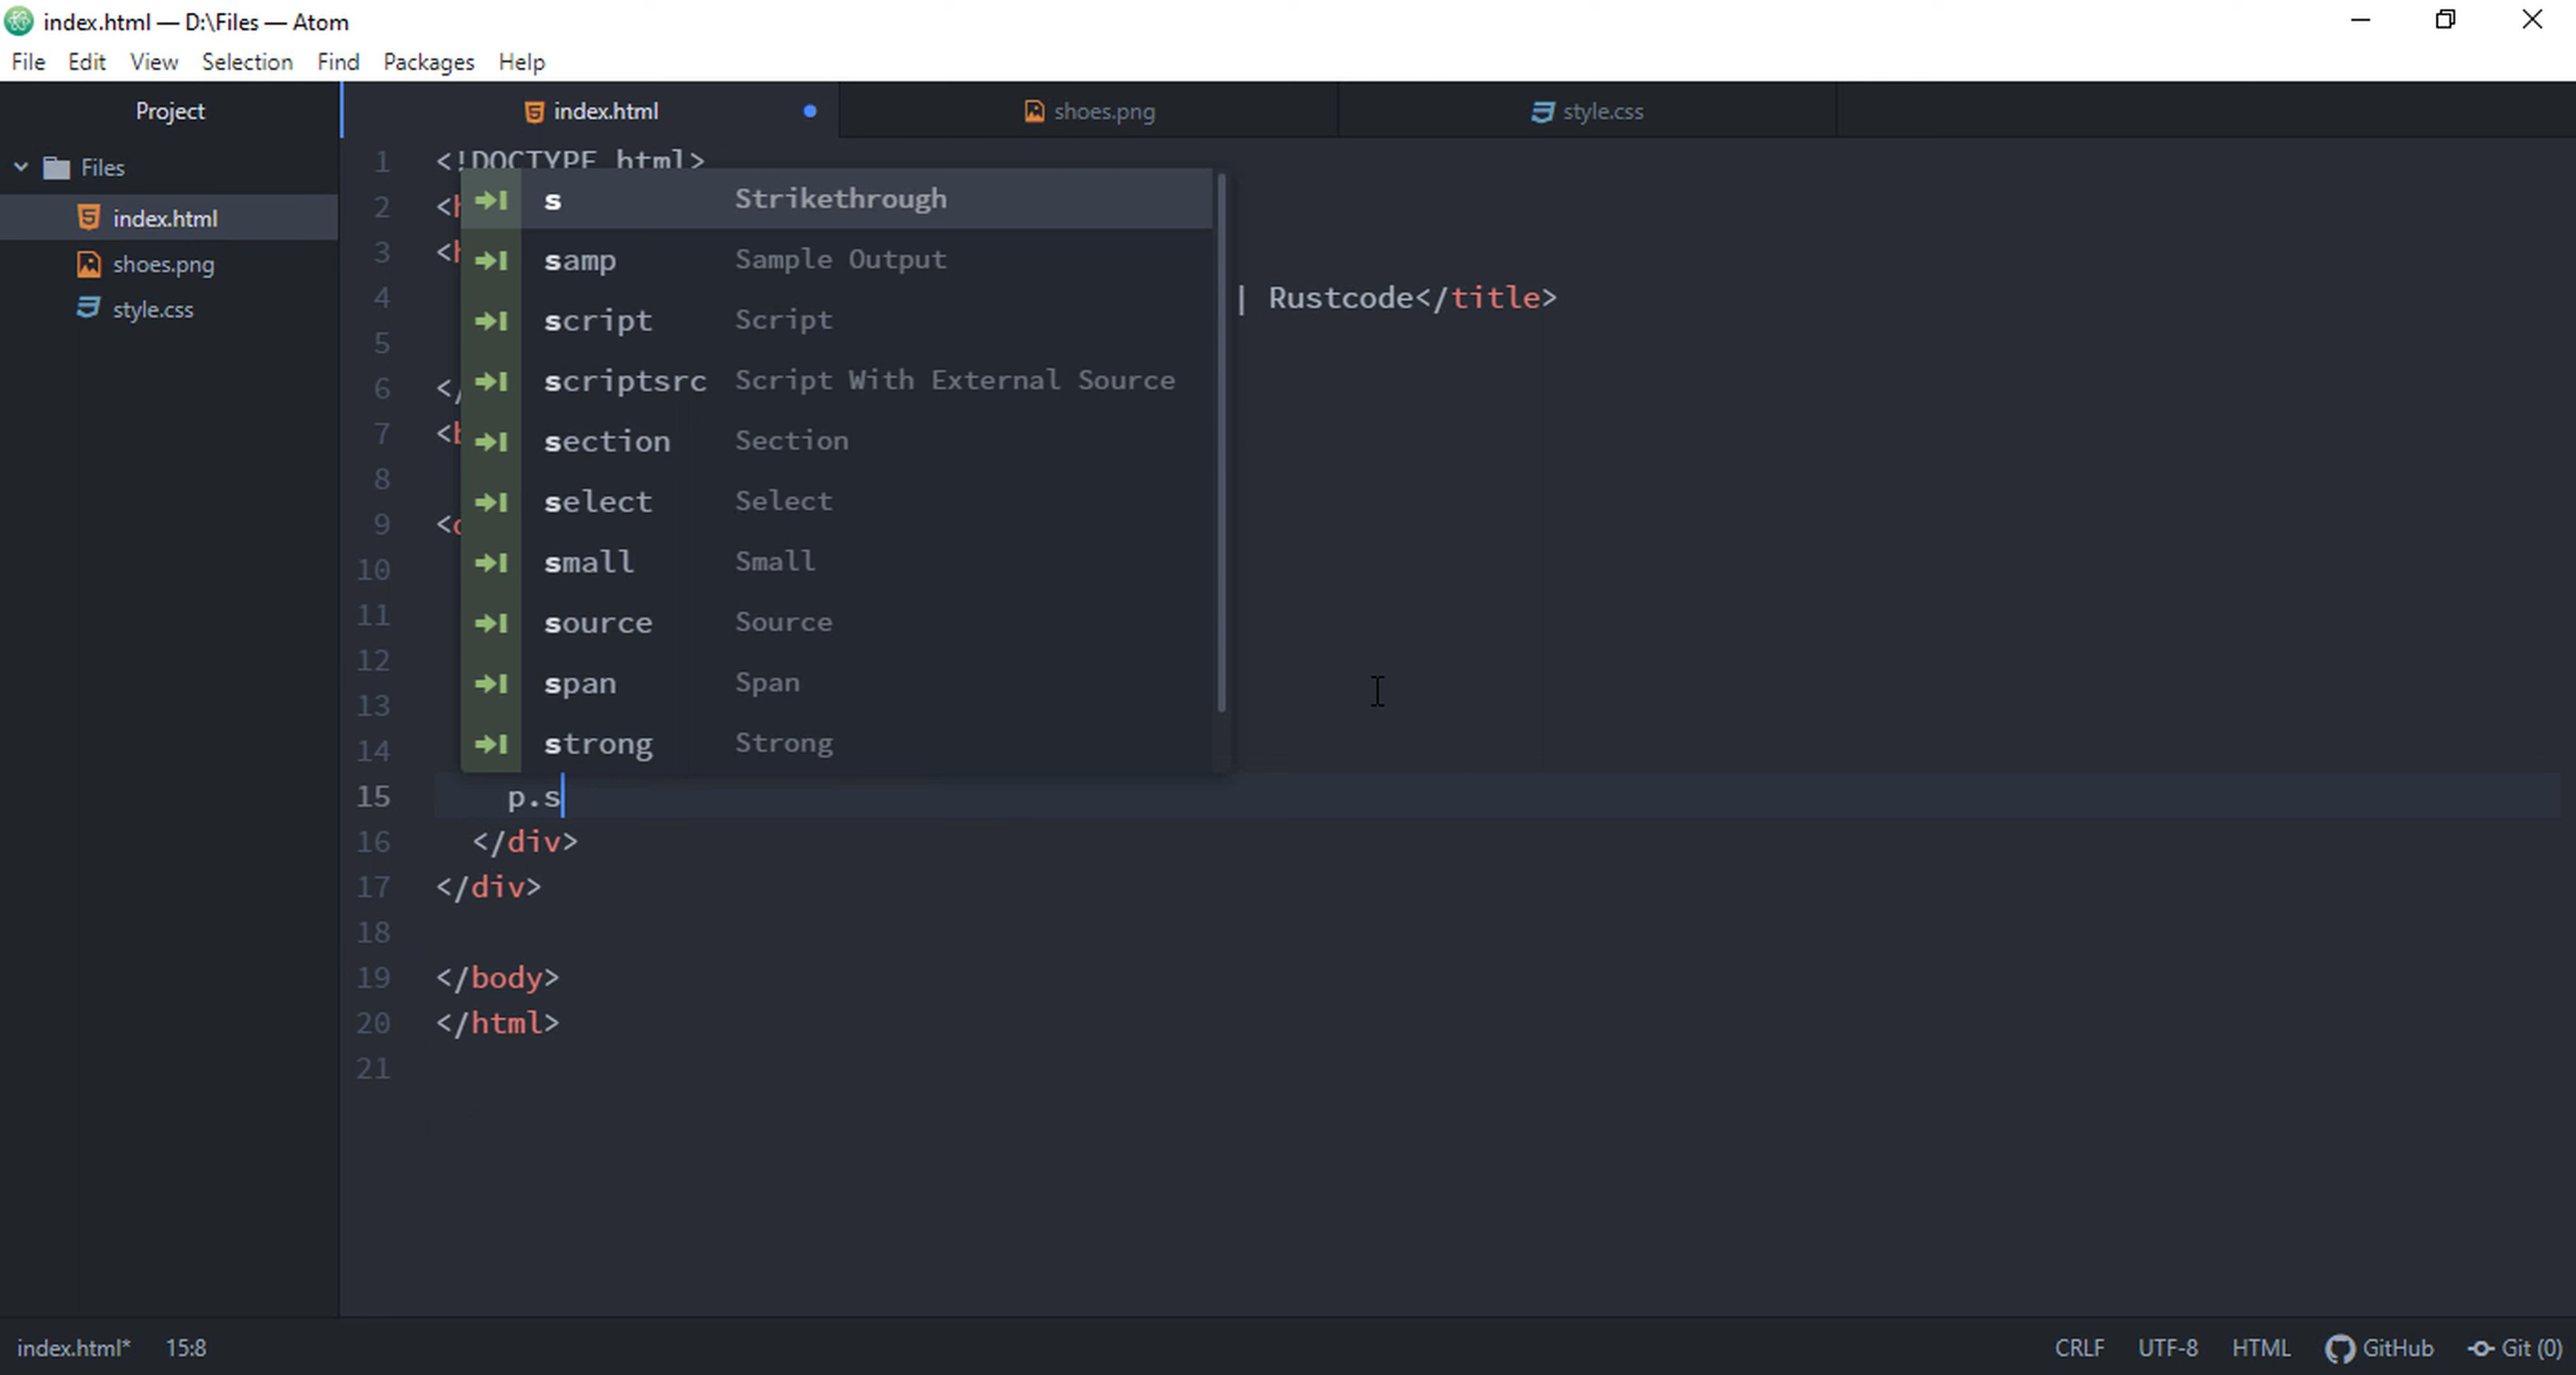 index.html — D:\Files — Atom
File Edit View Selection Find Packages Help
Project
index.html
shoes.png
style.css
Files
index.html
shoes.png
style.css
1 <!DOCTYPE html>
2 <h
3 <h
4 | Rustcode</title>
5
6 </
7 <b
8
9 <d
10
11
12
13
14
s Strikethrough
samp Sample Output
script Script
scriptsrc Script With External Source
section Section
select Select
small Small
source Source
span Span
strong Strong
15 p.s
16 </div>
17 </div>
18
19 </body>
20 </html>
21
index.html* 15:8 CRLF UTF-8 HTML GitHub Git (0)